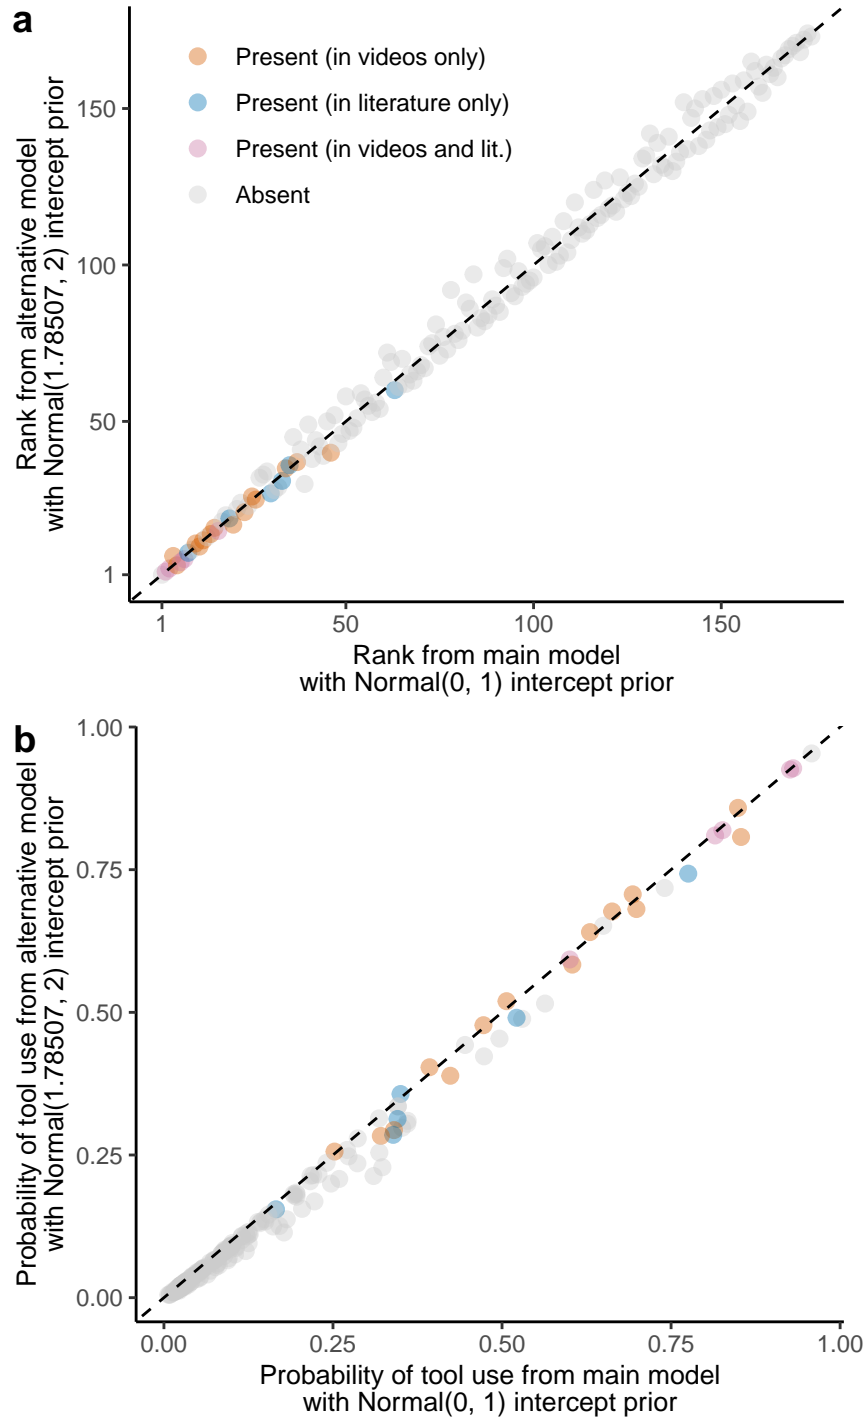 a
Present (in videos only)
Present (in literature only)
Present (in videos and lit.)
Absent
Rank from alternative model
with Normal(1.78507, 2) intercept prior
150
100
50
1
1 50 100 150
Rank from main model
with Normal(0, 1) intercept prior
b
Probability of tool use from alternative model
with Normal(1.78507, 2) intercept prior
1.00
0.75
0.50
0.25
0.00
0.00 0.25 0.50 0.75 1.00
Probability of tool use from main model
with Normal(0, 1) intercept prior